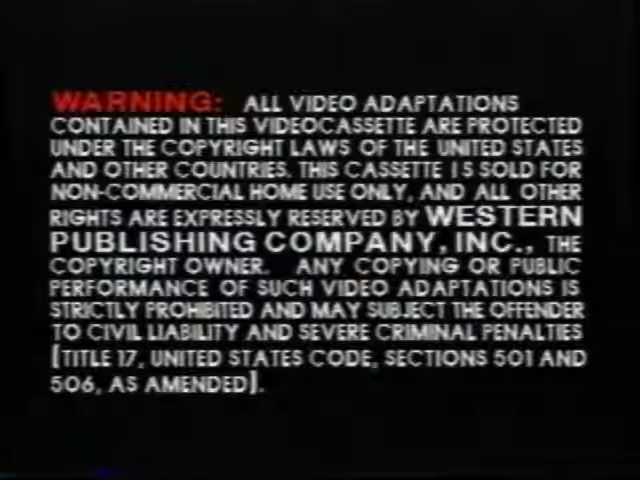 WARNING: ALL VIDEO ADAPTATIONS
CONTAINED IN THIS VIDEOCASSETTE ARE PROTECTED
UNDER THE COPYRIGHT LAWS OF THE UNITED STATES
AND OTHER COUNTRIES. THIS CASSETTE IS SOLD FOR
NON-COMMERCIAL HOME USE ONLY, AND ALL OTHER
RIGHTS ARE EXPRESSLY RESERVED BY WESTERN
PUBLISHING COMPANY, INC., THE
COPYRIGHT OWNER. ANY COPYING OR PUBLIC
PERFORMANCE OF SUCH VIDEO ADAPTATIONS IS
STRICTLY PROHIBITED AND MAY SUBJECT THE OFFENDER
TO CIVIL LIABILITY AND SEVERE CRIMINAL PENALTIES
[TITLE 17, UNITED STATES CODE, SECTIONS 501 AND
506, AS AMENDED].